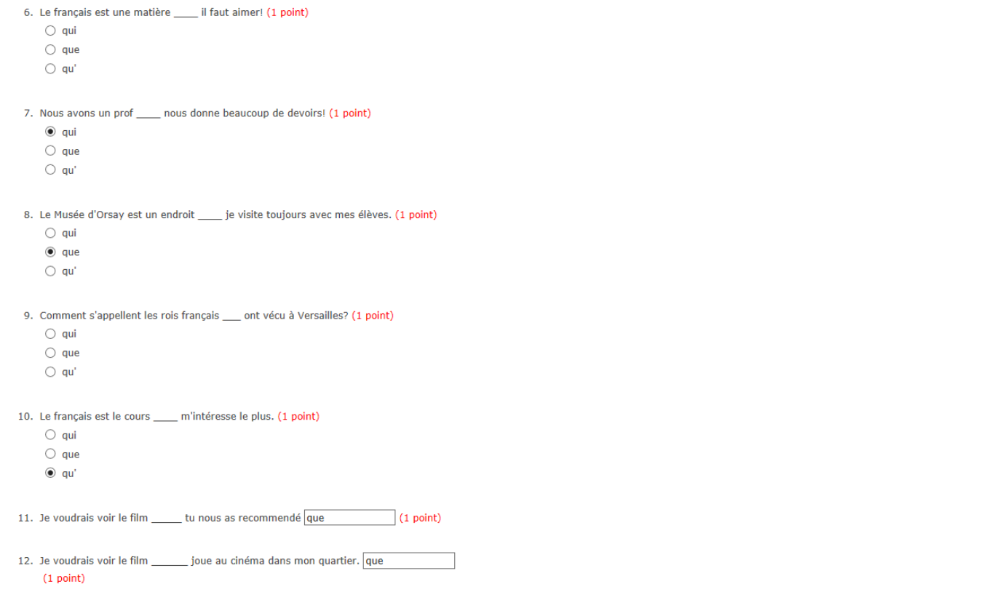 6. Le français est une matière ____ il faut aimer! (1 point)
qui
que
qu'
7. Nous avons un prof ____ nous donne beaucoup de devoirs! (1 point)
qui
que
qu'
8. Le Musée d'Orsay est un endroit ____ je visite toujours avec mes élèves. (1 point)
qui
que
qu'
9. Comment s'appellent les rois français ___ ont vécu à Versailles? (1 point)
qui
que
qu'
10. Le français est le cours ____ m'intéresse le plus. (1 point)
qui
que
qu'
11. Je voudrais voir le film _____ tu nous as recommendé que (1 point)
12. Je voudrais voir le film ______ joue au cinéma dans mon quartier. que
(1 point)